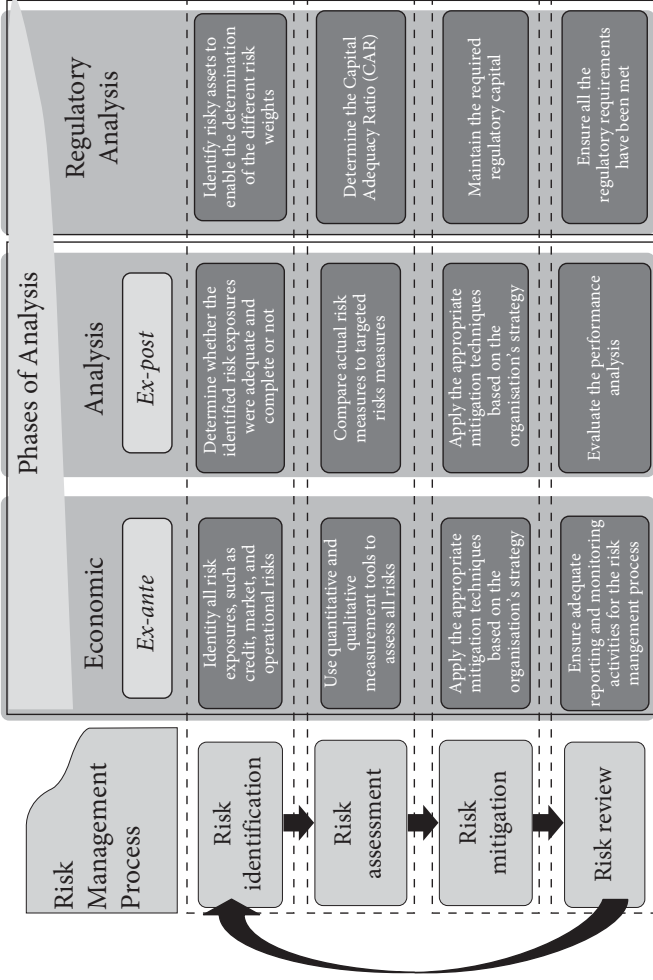 Phases of Analysis
Risk
Management
Process
Economic
Analysis
Regulatory
Analysis
Ex-ante
Ex-post
Risk
identification
Identity all risk
exposures, such as
credit, market, and
operational risks
Determine whether the
identified risk exposures
were adequate and
complete or not
Identify risky assets to
enable the determination
of the different risk
weights
Risk
assessment
Use quantitative and
qualitative
measurement tools to
assess all risks
Compare actual risk
measures to targeted
risks measures
Determine the Capital
Adequacy Ratio (CAR)
Risk
mitigation
Apply the appropriate
mitigation techniques
based on the
organisation's strategy
Apply the appropriate
mitigation techniques
based on the
organisation's strategy
Maintain the required
regulatory capital
Risk review
Ensure adequate
reporting and monitoring
activities for the risk
mangement process
Evaluate the performance
analysis
Ensure all the
regulatory requirements
have been met